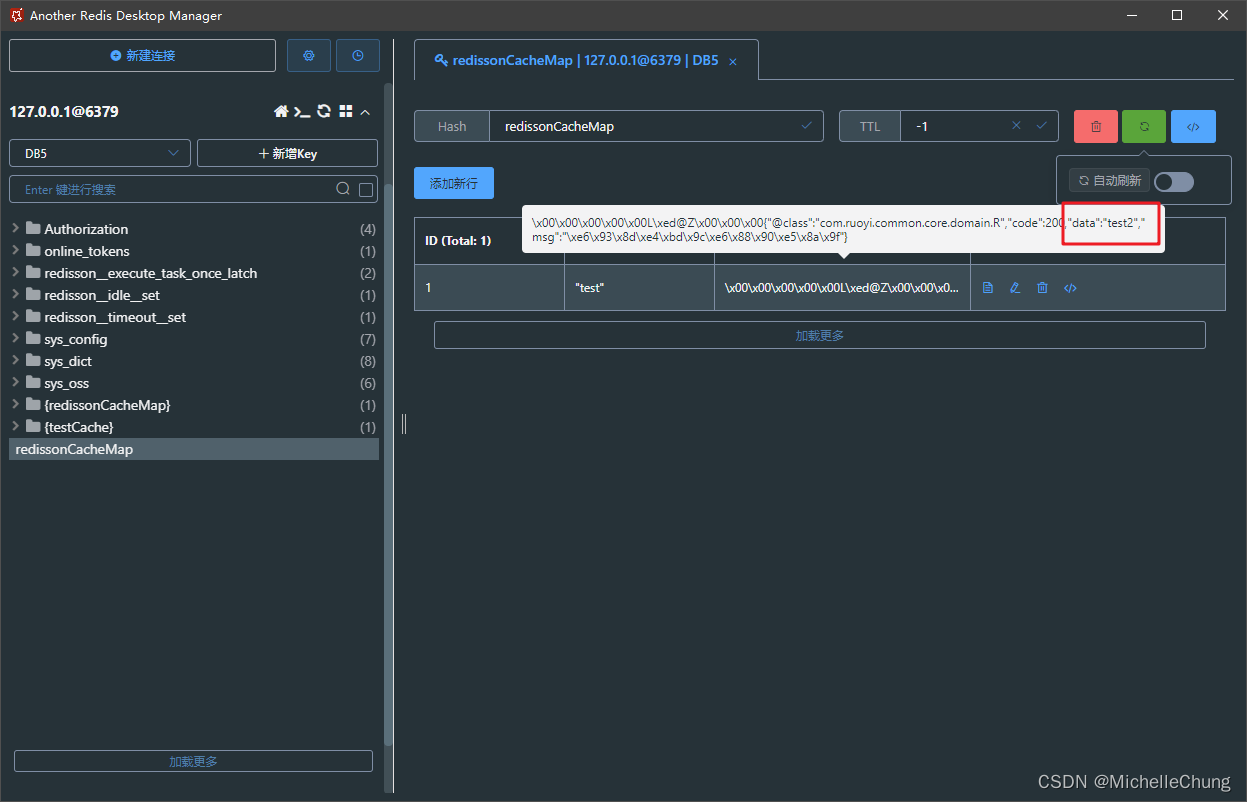 Another Redis Desktop Manager
新建连接
127.0.0.1@6379
DB5
新增Key
Enter 键进行搜索
Authorization (4)
online_tokens (1)
redisson__execute_task_once_latch (2)
redisson__idle__set (1)
redisson__timeout__set (1)
sys_config (7)
sys_dict (8)
sys_oss (6)
{redissonCacheMap} (1)
{testCache} (1)
redissonCacheMap
加载更多
redissonCacheMap | 127.0.0.1@6379 | DB5
Hash redissonCacheMap TTL -1
自动刷新
添加新行
\x00\x00\x00\x00\x00L\xed@Z\x00\x00\x00{"@class":"com.ruoyi.common.core.domain.R","code":200,"data":"test2","
msg":"\xe6\x93\x8d\xe4\xbd\x9c\xe6\x88\x90\xe5\x8a\x9f"}
ID (Total: 1)
1 "test" \x00\x00\x00\x00\x00L\xed@Z\x00\x00\x0...
加载更多
CSDN @MichelleChung